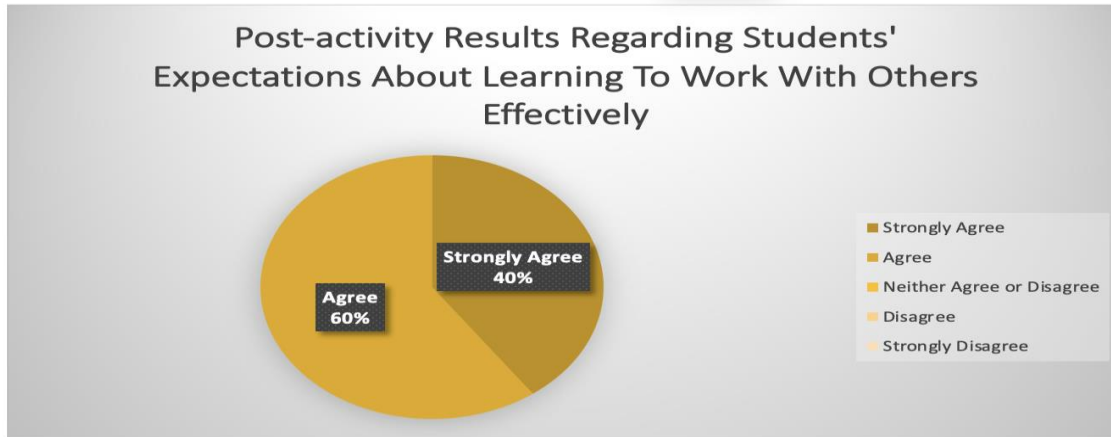 Post-activity Results Regarding Students'
Expectations About Learning To Work With Others
Effectively
Strongly Agree
40%
Agree
60%
Strongly Agree
Agree
Neither Agree or Disagree
Disagree
Strongly Disagree